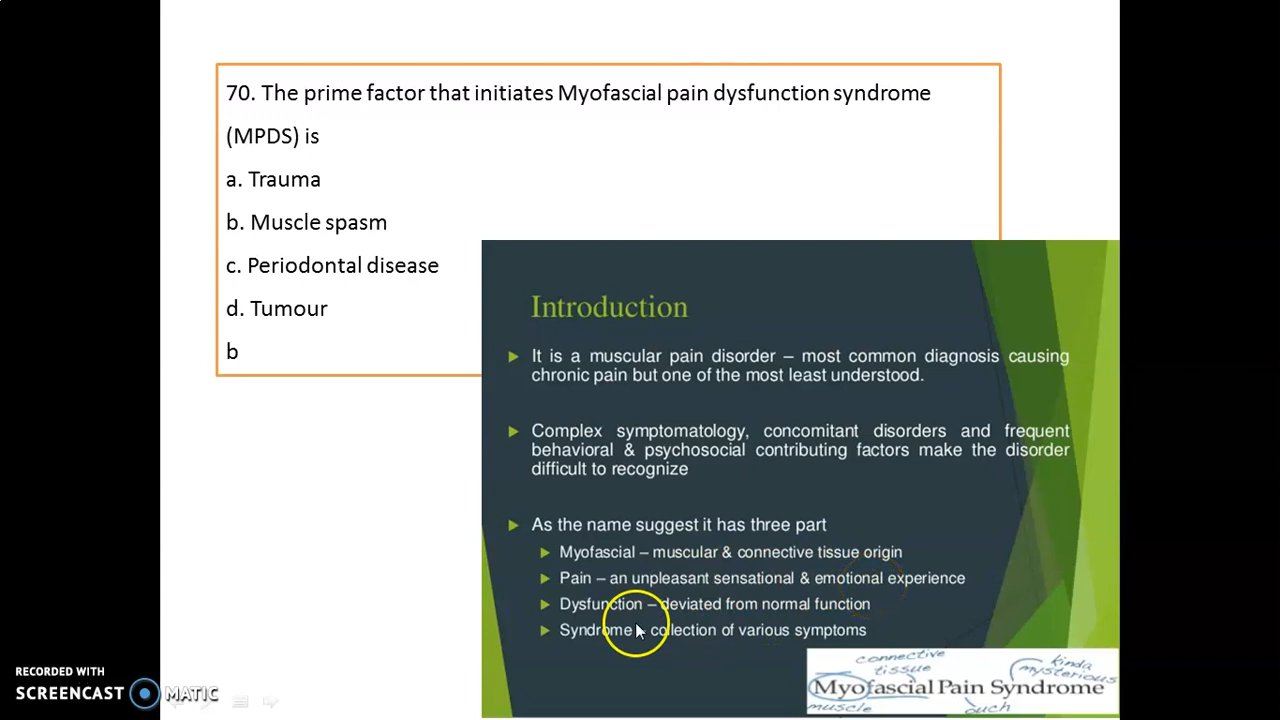 70. The prime factor that initiates Myofascial pain dysfunction syndrome
(MPDS) is
a. Trauma
b. Muscle spasm
c. Periodontal disease
d. Tumour
b
Introduction
It is a muscular pain disorder – most common diagnosis causing
chronic pain but one of the most least understood.
Complex symptomatology, concomitant disorders and frequent
behavioral & psychosocial contributing factors make the disorder
difficult to recognize
As the name suggest it has three part
Myofascial – muscular & connective tissue origin
Pain – an unpleasant sensational & emotional experience
Dysfunction – deviated from normal function
Syndrome – collection of various symptoms
connective
tissue
kinda
mysterious
Myofascial Pain Syndrome
muscle
ouch
RECORDED WITH
SCREENCAST MATIC